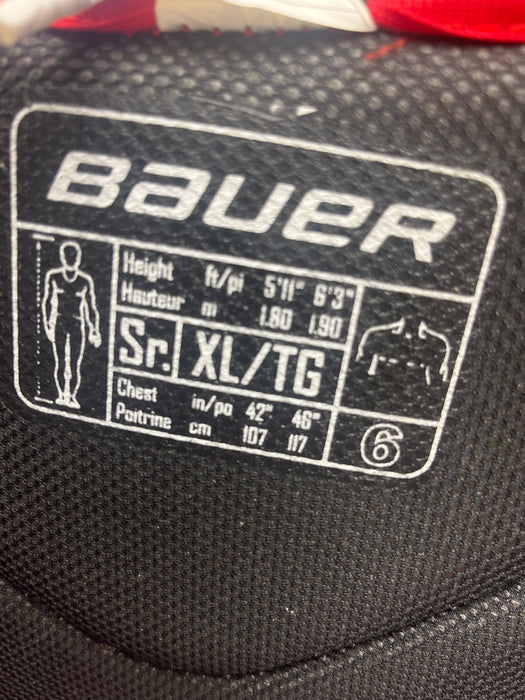 BAUER
Height ft/pi 5'11" 6'3"
Hauteur m 1.80 1.90
Sr. XL/TG
Chest in/po 42" 46"
Poitrine cm 107 117
6